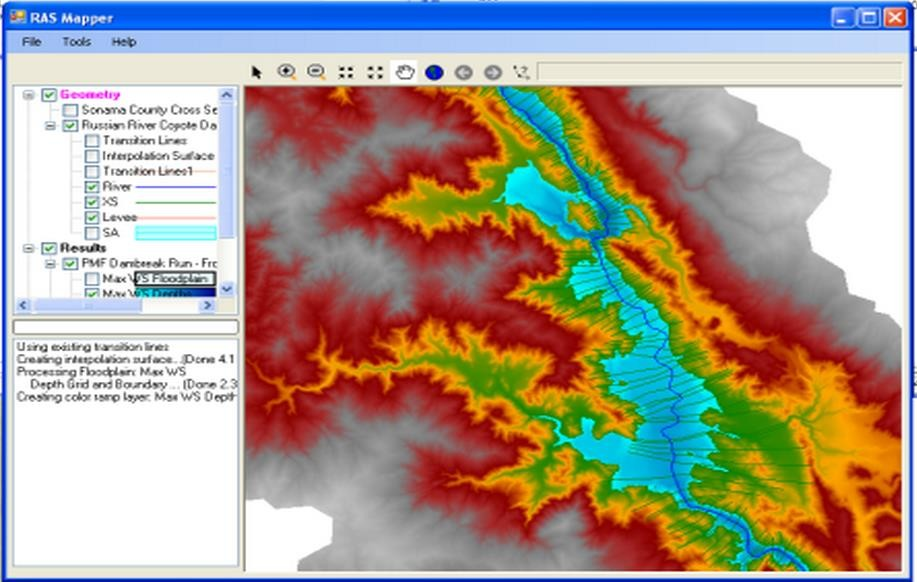 RAS Mapper
File Tools Help
Geometry
Sonama County Cross Se
Russian River Coyote Da
Transition Lines
Interpolation Surface
Transition Lines1
River
XS
Levee
SA
Results
PMF Dambreak Run - Fro
Max WS Floodplain
Max WS Depths
Using existing transition lines
Creating interpolation surface...(Done 4.1
Processing Floodplain: Max WS
Depth Grid and Boundary ... (Done 2.3
Creating color ramp layer: Max WS Depth